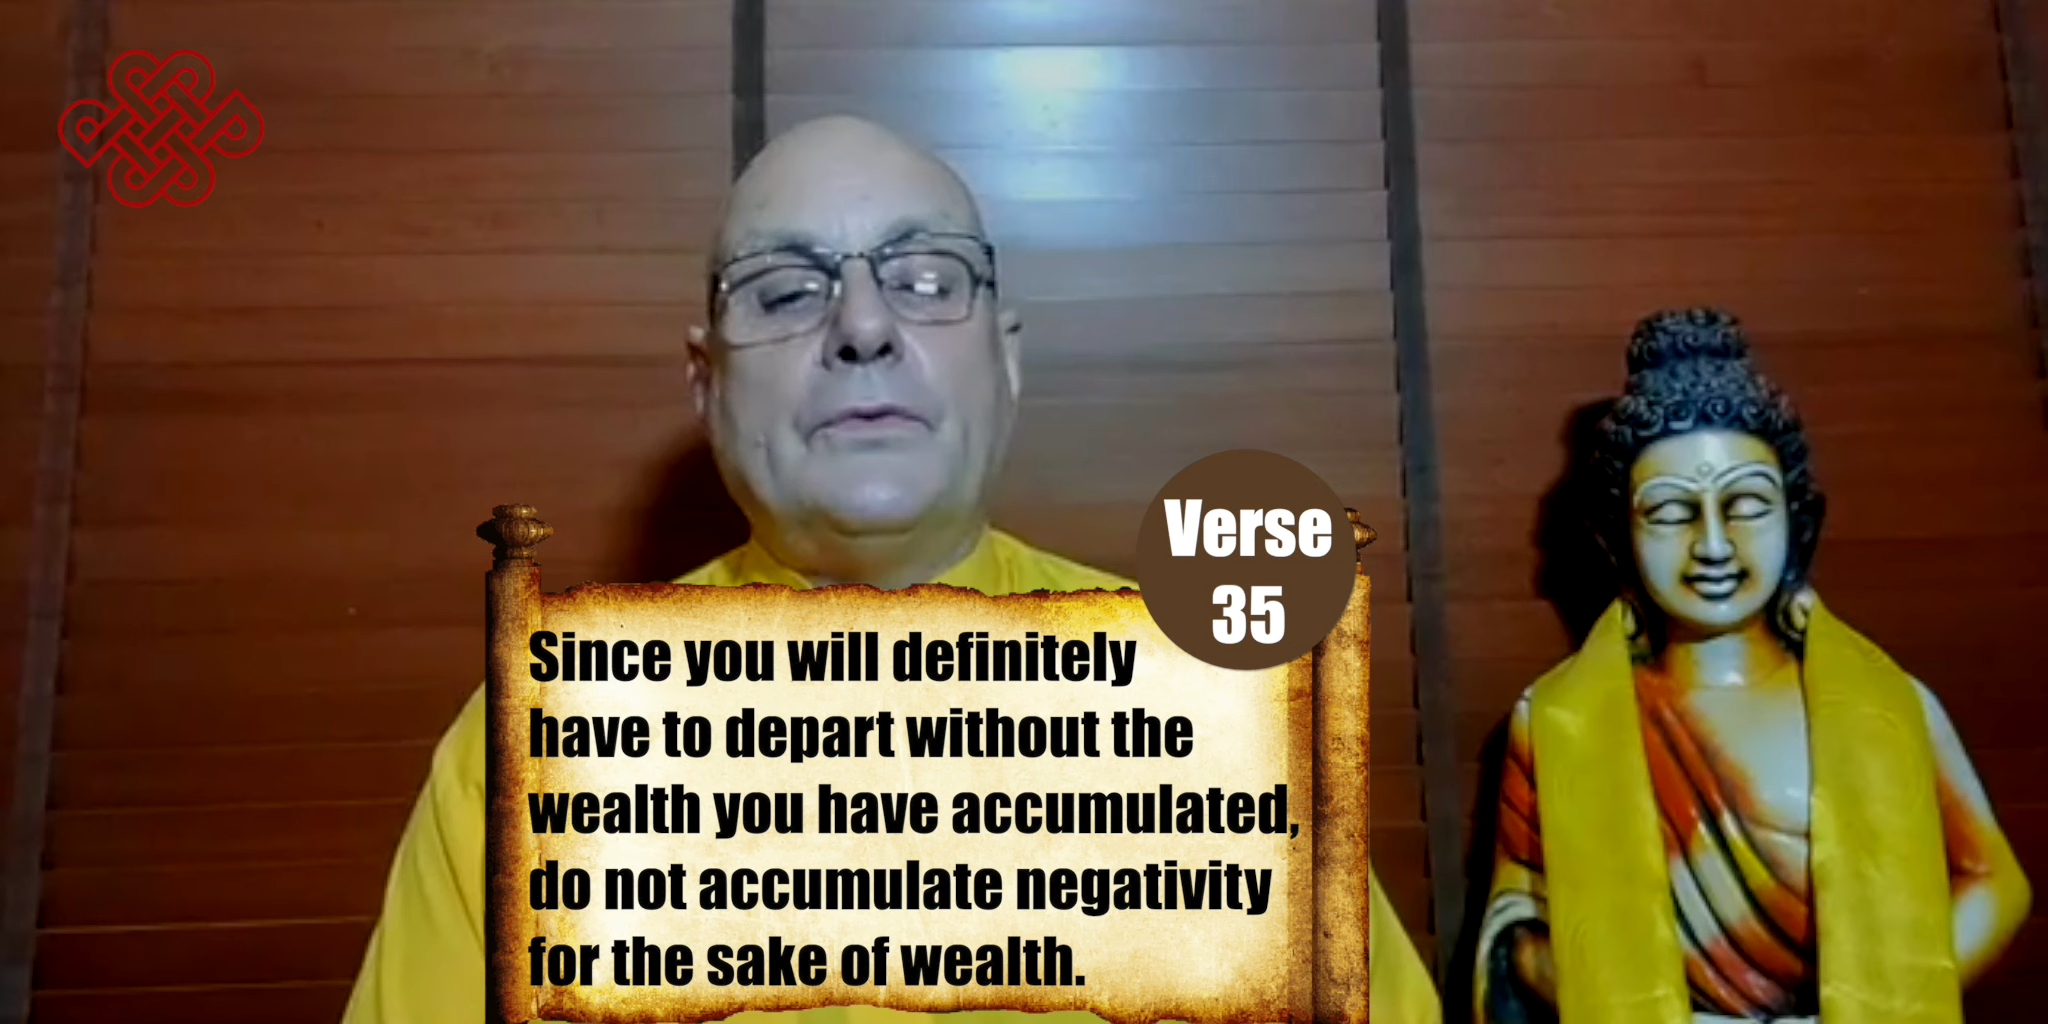 Verse
35
Since you will definitely
have to depart without the
wealth you have accumulated,
do not accumulate negativity
for the sake of wealth.